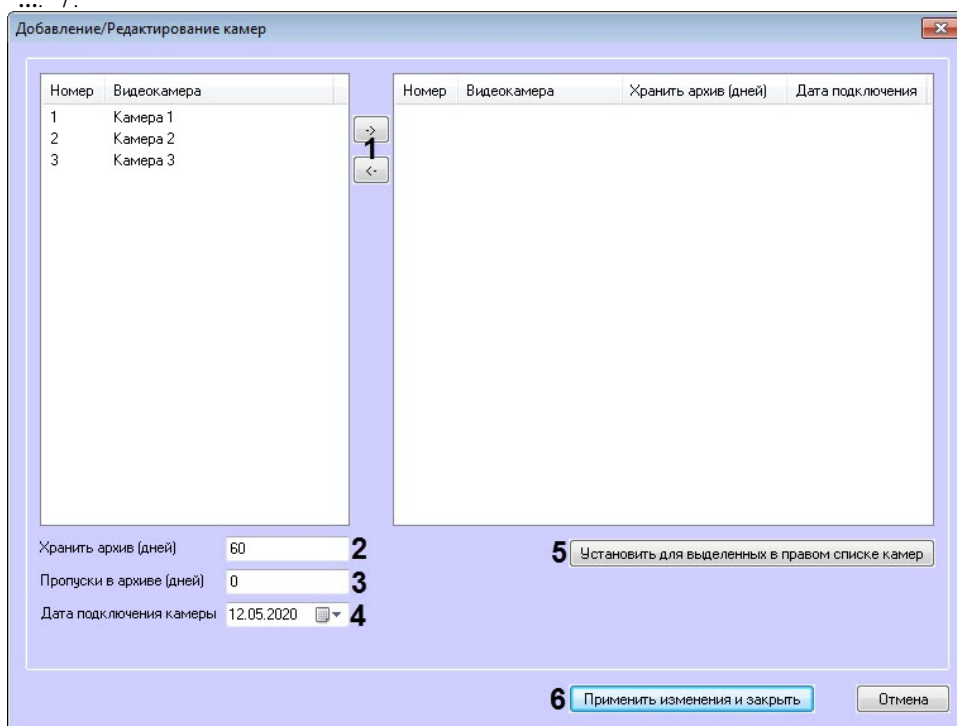 Добавление/Редактирование камер
Номер Видеокамера
1 Камера 1
2 Камера 2
3 Камера 3
->
1
<-
Номер Видеокамера Хранить архив (дней) Дата подключения
Хранить архив (дней) 60 2
Пропуски в архиве (дней) 0 3
Дата подключения камеры 12.05.2020 4
5 Установить для выделенных в правом списке камер
6 Применить изменения и закрыть Отмена